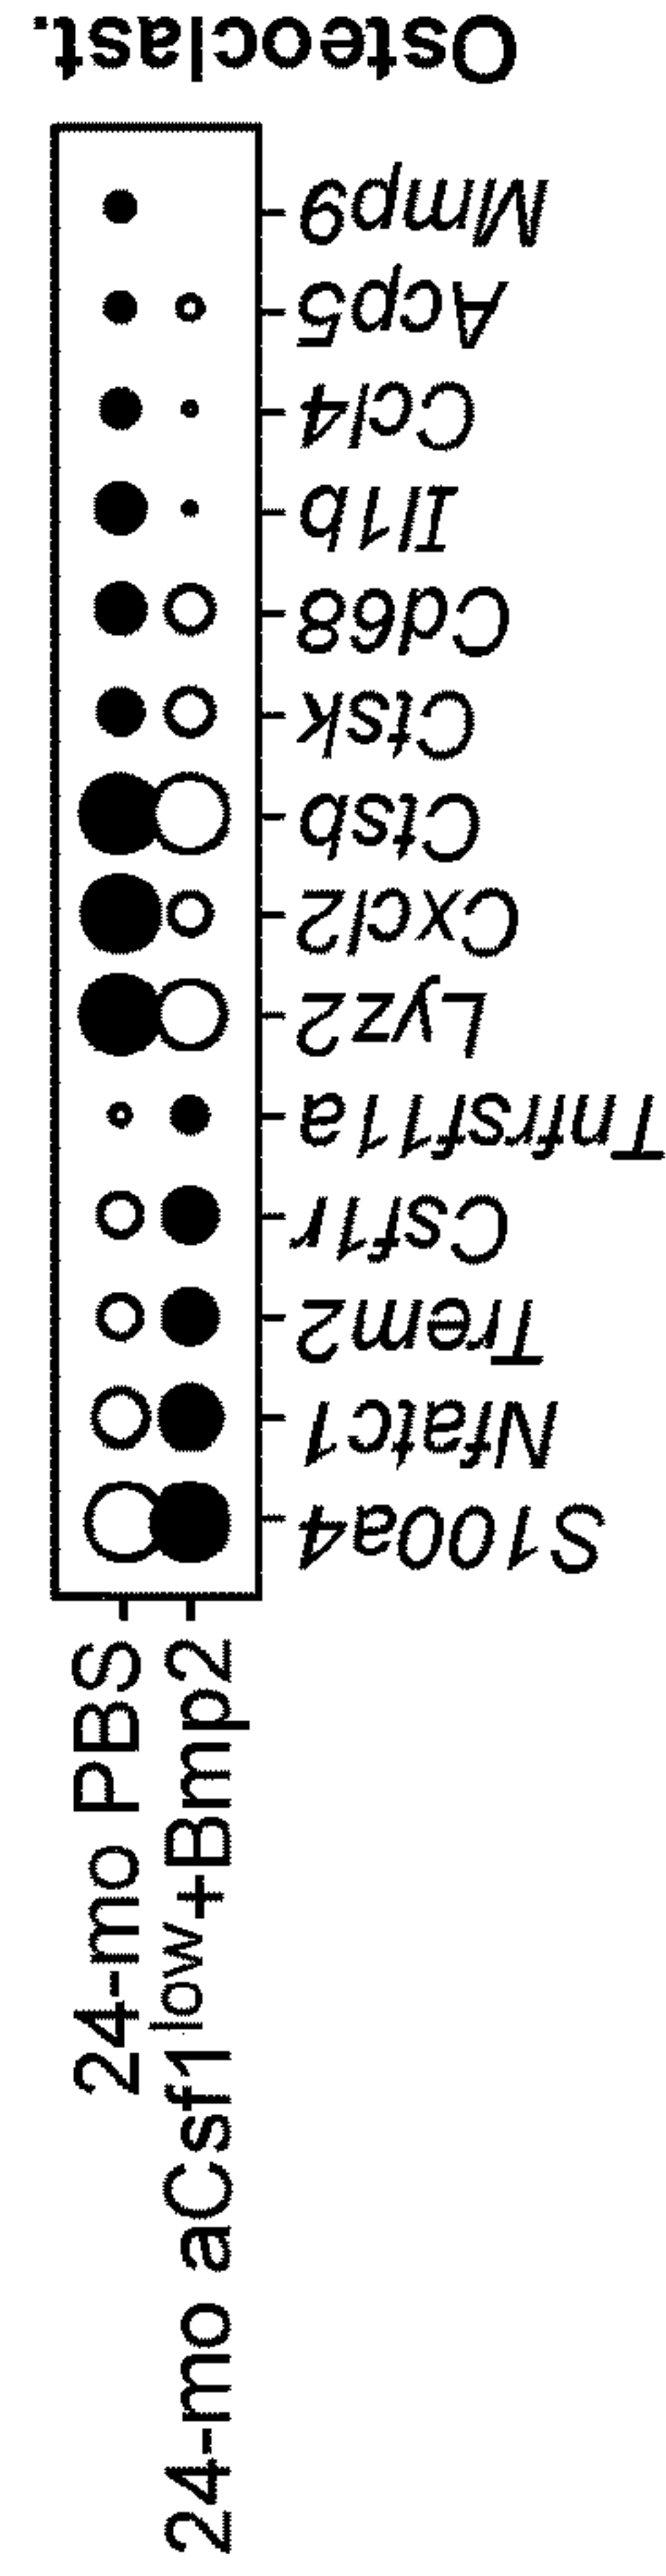 Osteoclast.
Mmp9
Acp5
Ccl4
Il1b
Cd68
Ctsk
Ctsb
Cxcl2
Lyz2
Tnfrsf11a
Csf1r
Trem2
Nfatc1
S100a4
24-mo PBS
24-mo aCsf1low+Bmp2